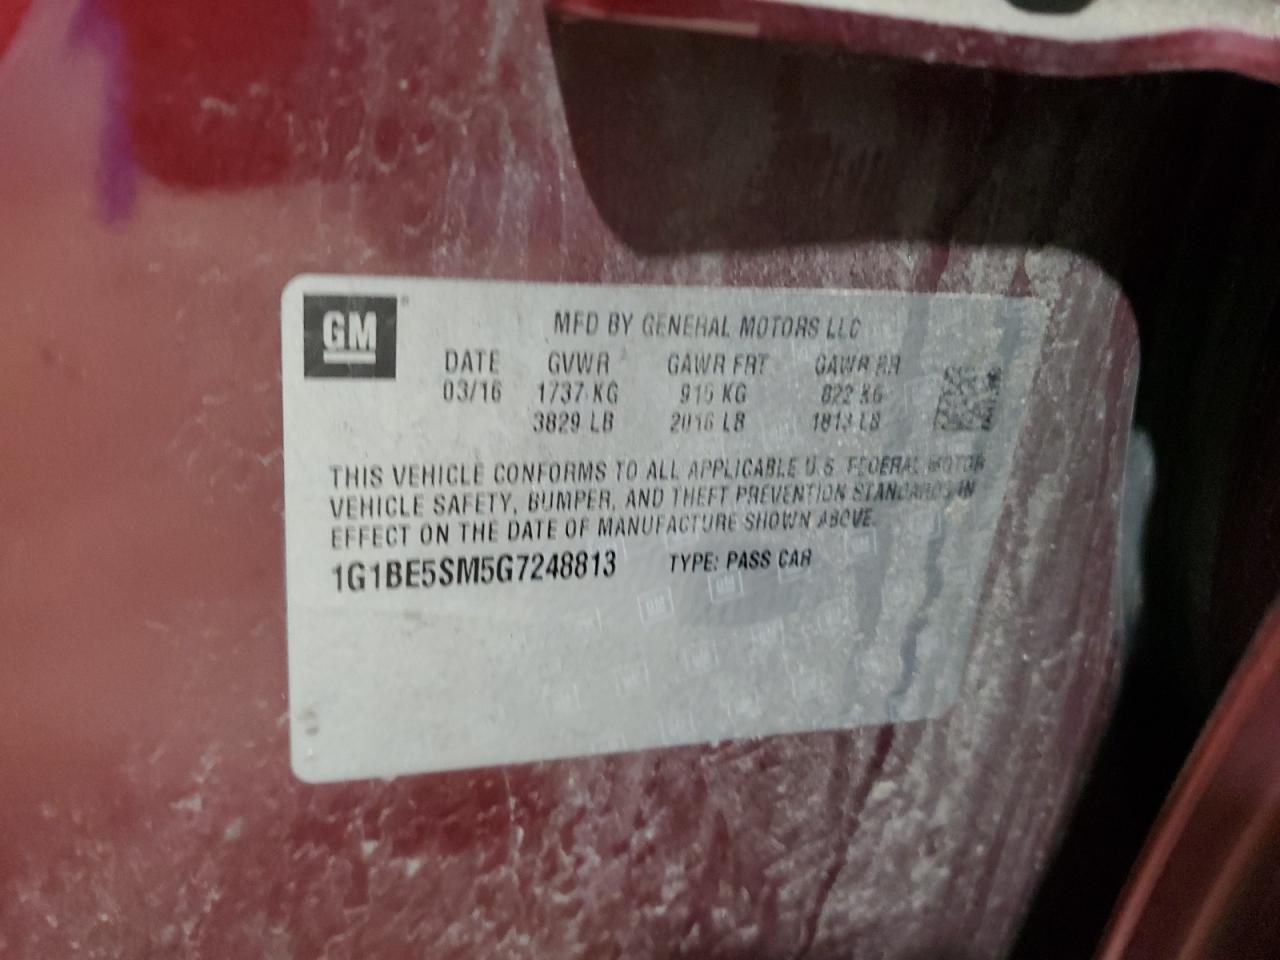 GM
MFD BY GENERAL MOTORS LLC
DATE GVWR GAWR FRT GAWR RR
03/16 1737 KG 915 KG 822 KG
3829 LB 2016 LB 1813 LB
THIS VEHICLE CONFORMS TO ALL APPLICABLE U.S. FEDERAL MOTOR
VEHICLE SAFETY, BUMPER, AND THEFT PREVENTION STANDARDS IN
EFFECT ON THE DATE OF MANUFACTURE SHOWN ABOVE.
1G1BE5SM5G7248813 TYPE: PASS CAR